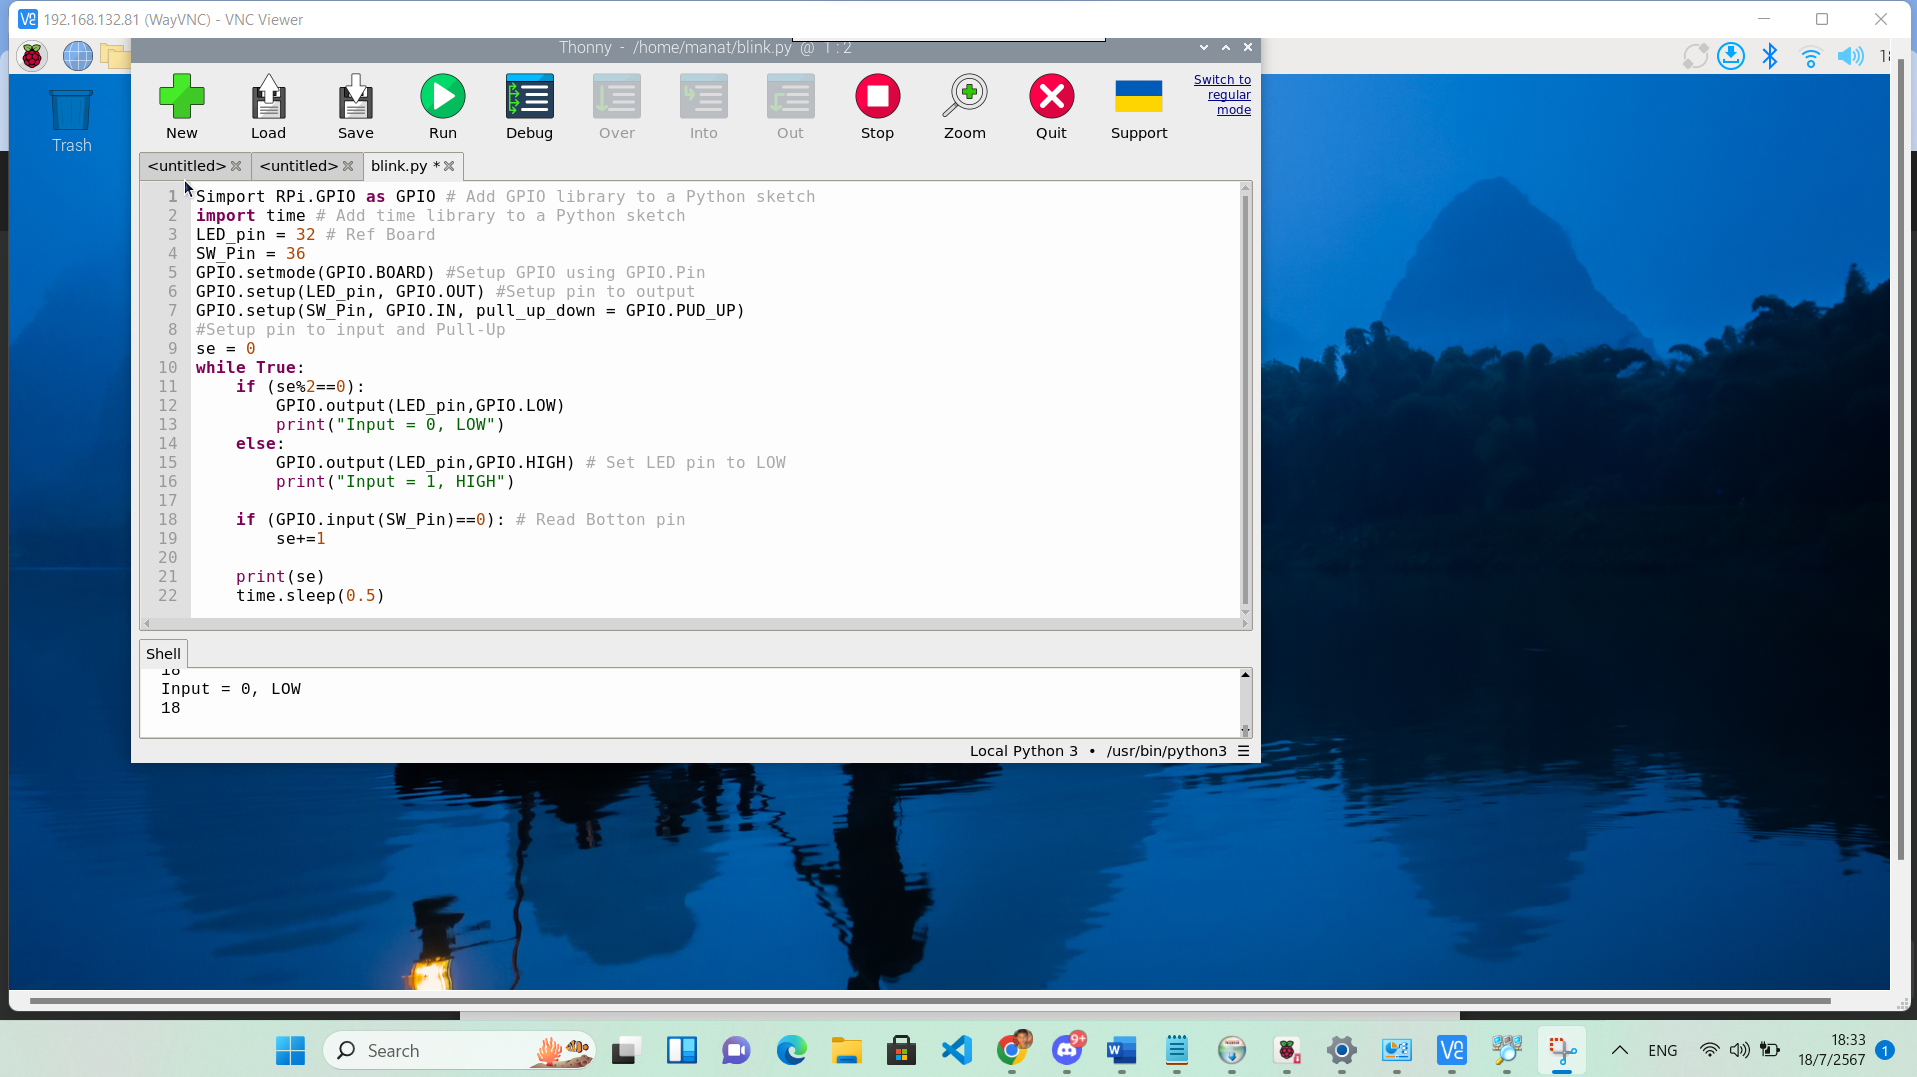 192.168.132.81 (WayVNC) - VNC Viewer
Thonny - /home/manat/blink.py @ 1 : 2
Trash
New Load Save Run Debug Over Into Out Stop Zoom Quit Support
Switch to
regular
mode
<untitled> <untitled> blink.py *
1 Simport RPi.GPIO as GPIO # Add GPIO library to a Python sketch
2 import time # Add time library to a Python sketch
3 LED_pin = 32 # Ref Board
4 SW_Pin = 36
5 GPIO.setmode(GPIO.BOARD) #Setup GPIO using GPIO.Pin
6 GPIO.setup(LED_pin, GPIO.OUT) #Setup pin to output
7 GPIO.setup(SW_Pin, GPIO.IN, pull_up_down = GPIO.PUD_UP)
8 #Setup pin to input and Pull-Up
9 se = 0
10 while True:
11     if (se%2==0):
12         GPIO.output(LED_pin,GPIO.LOW)
13         print("Input = 0, LOW")
14     else:
15         GPIO.output(LED_pin,GPIO.HIGH) # Set LED pin to LOW
16         print("Input = 1, HIGH")
17
18     if (GPIO.input(SW_Pin)==0): # Read Botton pin
19         se+=1
20
21     print(se)
22     time.sleep(0.5)
Shell
18
Input = 0, LOW
18
Local Python 3 • /usr/bin/python3 ☰
Search
9+
ENG
18:33
18/7/2567
1